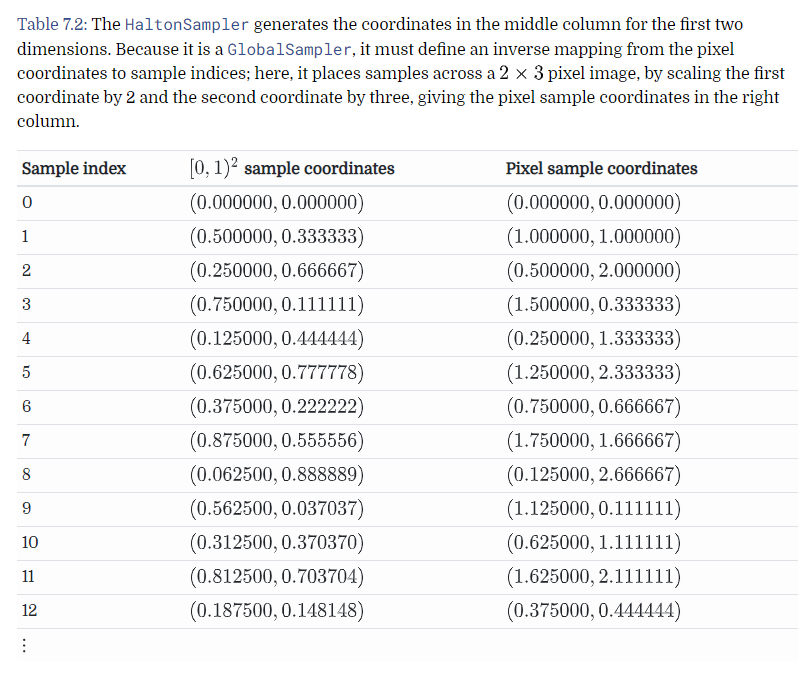 Table 7.2: The HaltonSampler generates the coordinates in the middle column for the first two
dimensions. Because it is a GlobalSampler, it must define an inverse mapping from the pixel
coordinates to sample indices; here, it places samples across a 2 × 3 pixel image, by scaling the first
coordinate by 2 and the second coordinate by three, giving the pixel sample coordinates in the right
column.
Sample index [0, 1)² sample coordinates Pixel sample coordinates
0 (0.000000, 0.000000) (0.000000, 0.000000)
1 (0.500000, 0.333333) (1.000000, 1.000000)
2 (0.250000, 0.666667) (0.500000, 2.000000)
3 (0.750000, 0.111111) (1.500000, 0.333333)
4 (0.125000, 0.444444) (0.250000, 1.333333)
5 (0.625000, 0.777778) (1.250000, 2.333333)
6 (0.375000, 0.222222) (0.750000, 0.666667)
7 (0.875000, 0.555556) (1.750000, 1.666667)
8 (0.062500, 0.888889) (0.125000, 2.666667)
9 (0.562500, 0.037037) (1.125000, 0.111111)
10 (0.312500, 0.370370) (0.625000, 1.111111)
11 (0.812500, 0.703704) (1.625000, 2.111111)
12 (0.187500, 0.148148) (0.375000, 0.444444)
⋮